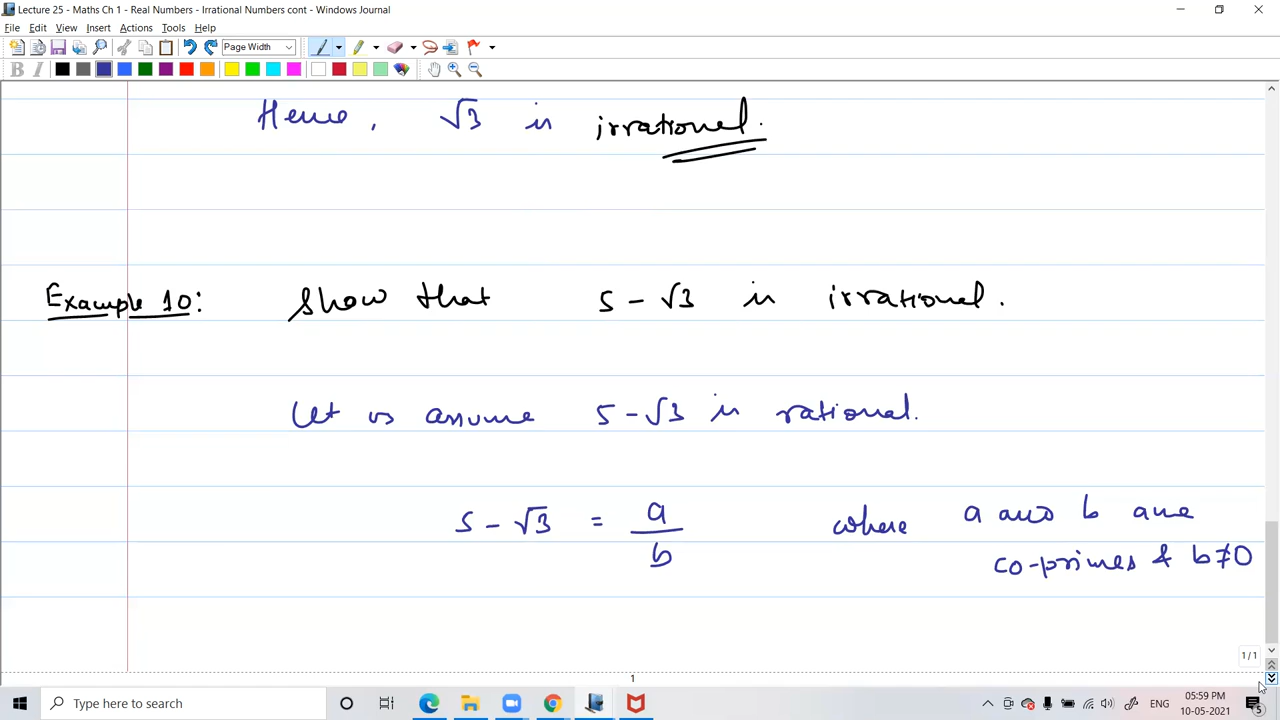 Lecture 25 - Maths Ch 1 - Real Numbers - Irrational Numbers cont - Windows Journal
File Edit View Insert Actions Tools Help
Page Width
B I
Hence, √3 is irrational.
Example 10: Show that 5 - √3 is irrational.
Let us assume 5 - √3 is rational.
5 - √3 = a/b where a and b are
co-primes & b≠0
1/1
1
Type here to search
ENG
05:59 PM
10-05-2021
5